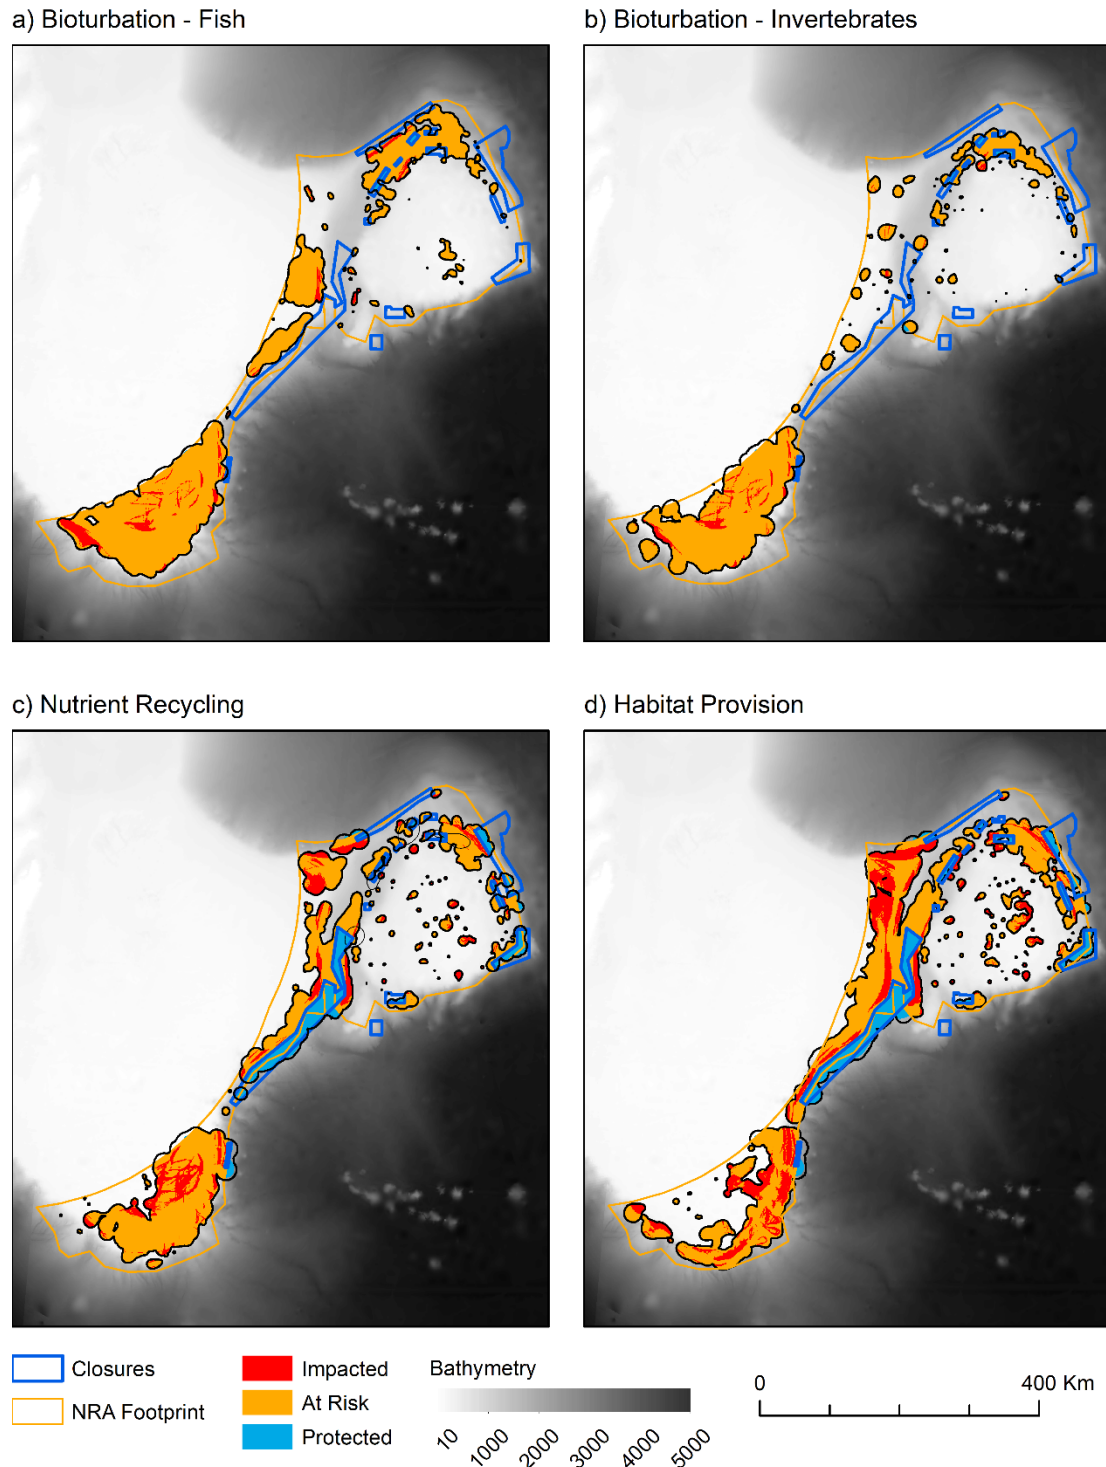 a) Bioturbation - Fish
b) Bioturbation - Invertebrates
c) Nutrient Recycling
d) Habitat Provision
Closures
NRA Footprint
Impacted
At Risk
Protected
Bathymetry
10 1000 2000 3000 4000 5000
0 400 Km